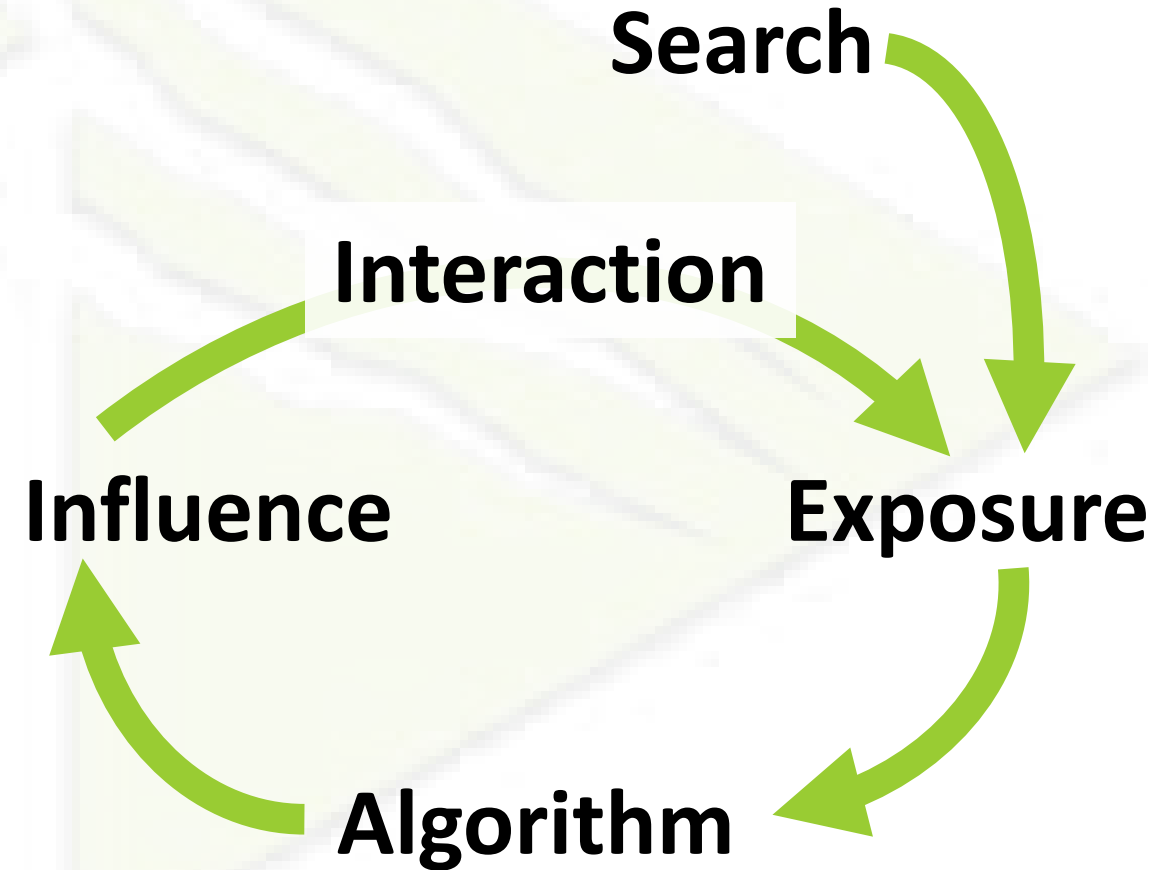 Search
Interaction
Influence
Exposure
Algorithm